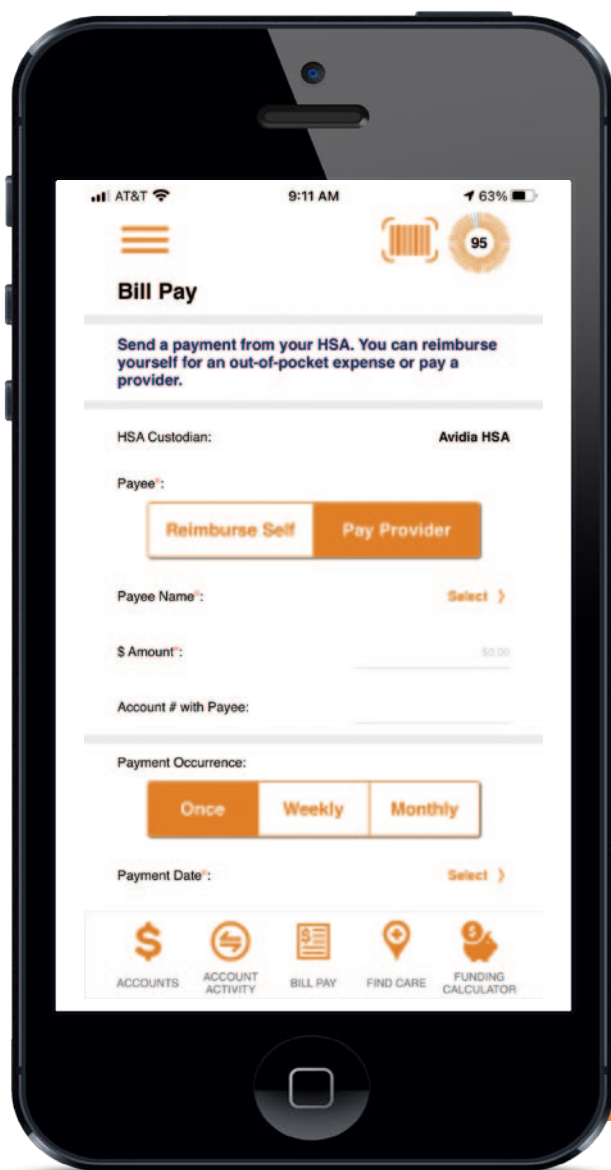 AT&T 9:11 AM 63%
95
Bill Pay
Send a payment from your HSA. You can reimburse
yourself for an out-of-pocket expense or pay a
provider.
HSA Custodian: Avidia HSA
Payee*:
Reimburse Self Pay Provider
Payee Name*: Select >
$ Amount*: $0.00
Account # with Payee:
Payment Occurrence:
Once Weekly Monthly
Payment Date*: Select >
ACCOUNTS ACCOUNT ACTIVITY BILL PAY FIND CARE FUNDING CALCULATOR